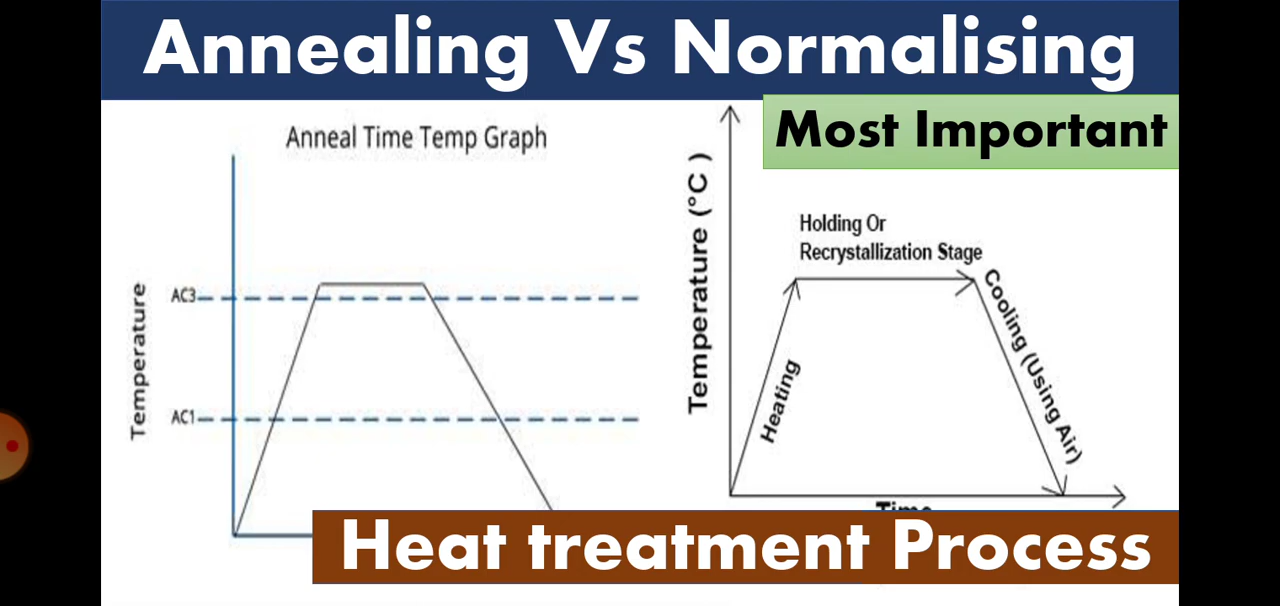 Annealing Vs Normalising
Most Important
Anneal Time Temp Graph
Temperature
AC3
AC1
Temperature (°C )
Holding Or
Recrystallization Stage
Heating
Cooling (Using Air)
Time
Heat treatment Process